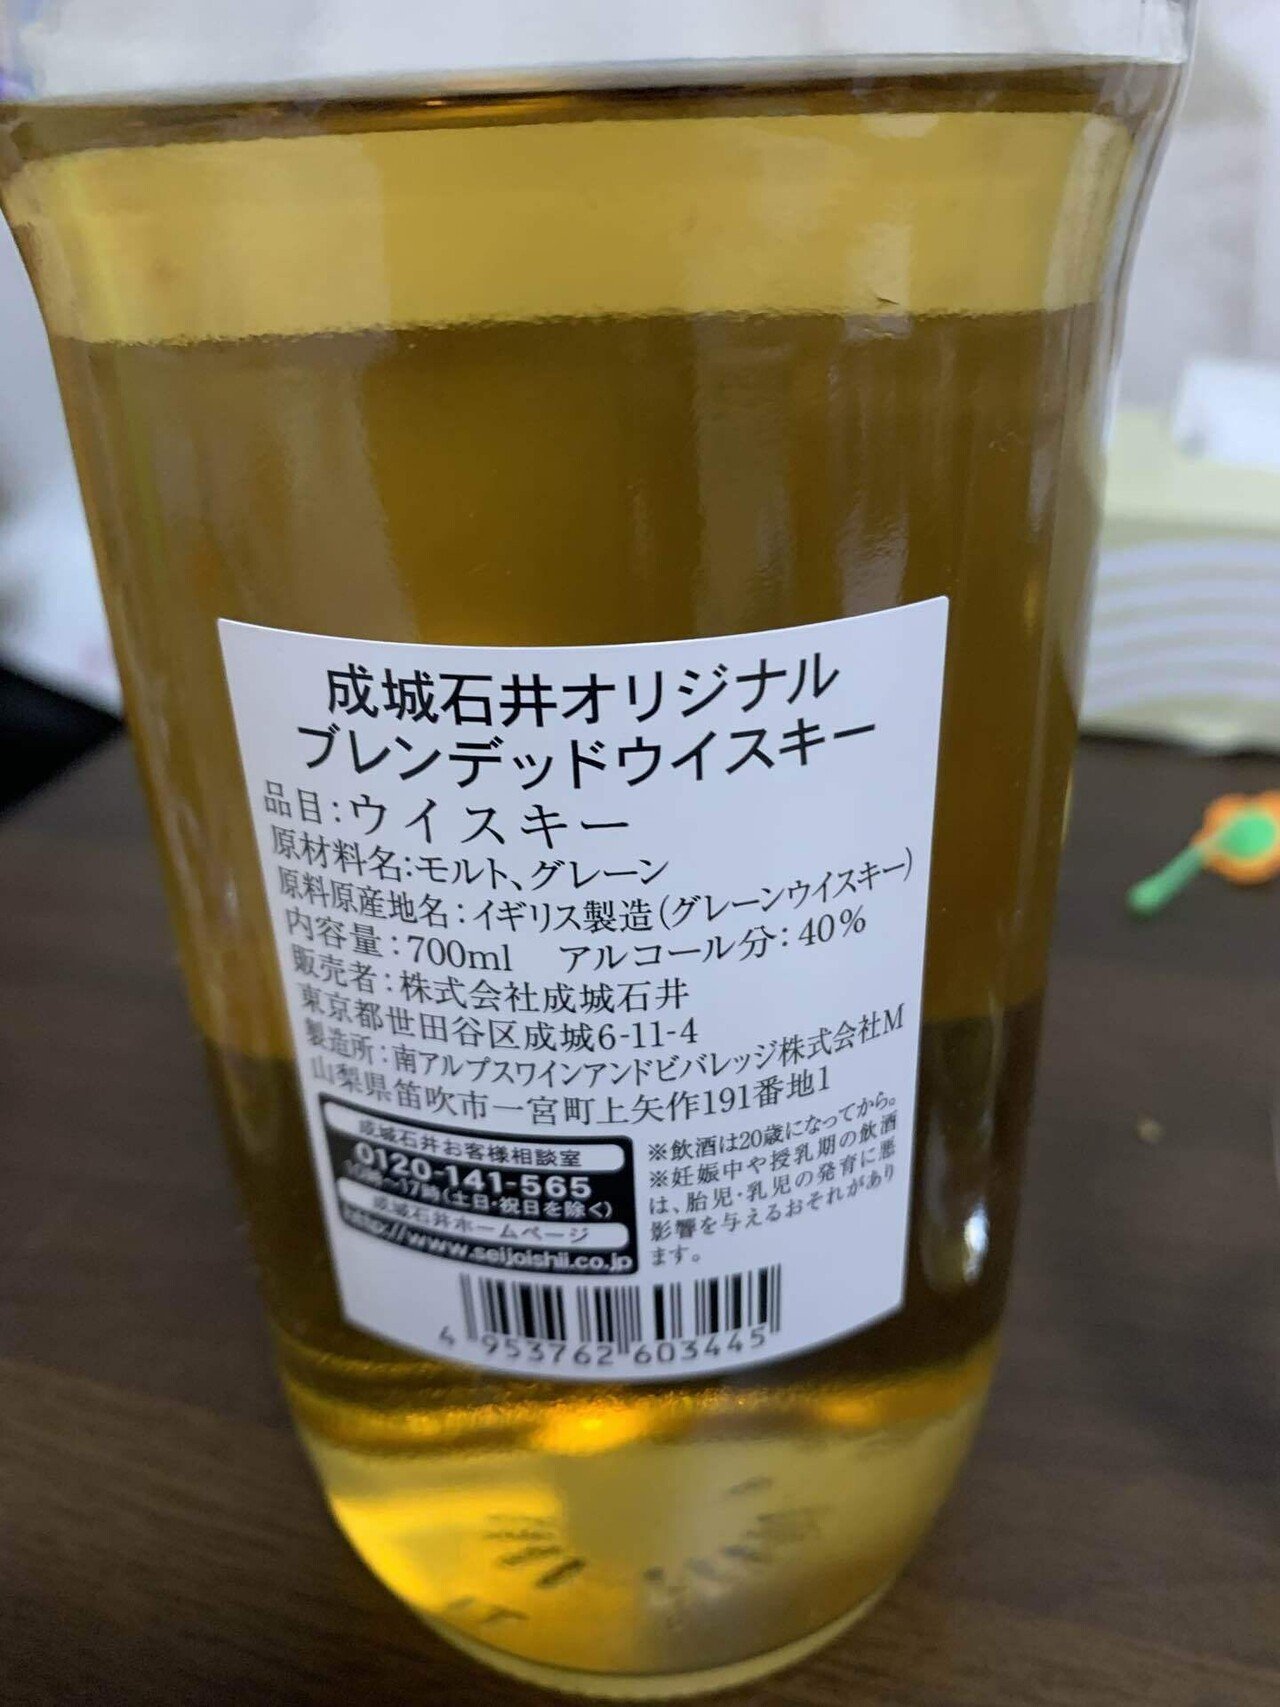 成城石井オリジナル
ブレンデッドウイスキー
品目:ウイスキー
原材料名:モルト、グレーン
原料原産地名:イギリス製造(グレーンウイスキー)
内容量:700ml アルコール分:40%
販売者:株式会社成城石井
東京都世田谷区成城6-11-4
製造所:南アルプスワインアンドビバレッジ株式会社M
山梨県笛吹市一宮町上矢作191番地1
成城石井お客様相談室
0120-141-565
時~17時(土日・祝日を除く)
成城石井ホームページ
http://www.seijoishii.co.jp
※飲酒は20歳になってから。
※妊娠中や授乳期の飲酒
は、胎児・乳児の発育に悪
影響を与えるおそれがあり
ます。
4 953762 603445